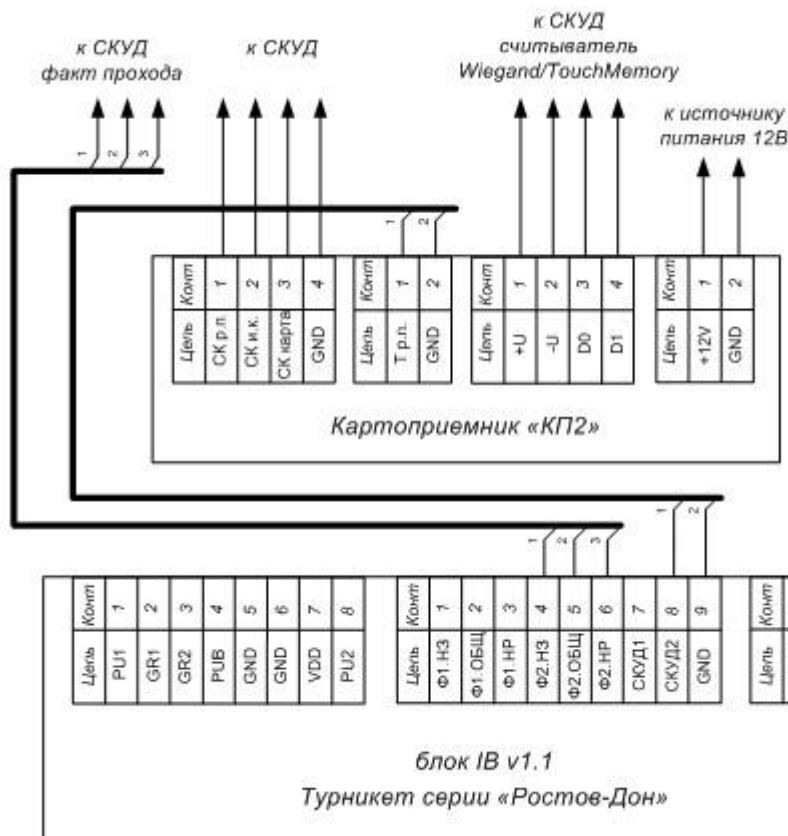 к СКУД
факт прохода
к СКУД
к СКУД
считыватель
Wiegand/TouchMemory
к источнику
питания 12В
1 2 3
1 2
Цепь Конт
СК р.п. 1
СК и.к. 2
СК карта 3
GND 4
Цепь Конт
Т р.п. 1
GND 2
Цепь Конт
+U 1
-U 2
D0 3
D1 4
Цепь Конт
+12V 1
GND 2
Картоприемник «КП2»
1 2
1 2 3
Цепь Конт
PU1 1
GR1 2
GR2 3
PUB 4
GND 5
GND 6
VDD 7
PU2 8
Цепь Конт
Ф1.НЗ 1
Ф1.ОБЩ 2
Ф1.НР 3
Ф2.НЗ 4
Ф2.ОБЩ 5
Ф2.НР 6
СКУД1 7
СКУД2 8
GND 9
Цепь Конт
блок IB v1.1
Турникет серии «Ростов-Дон»